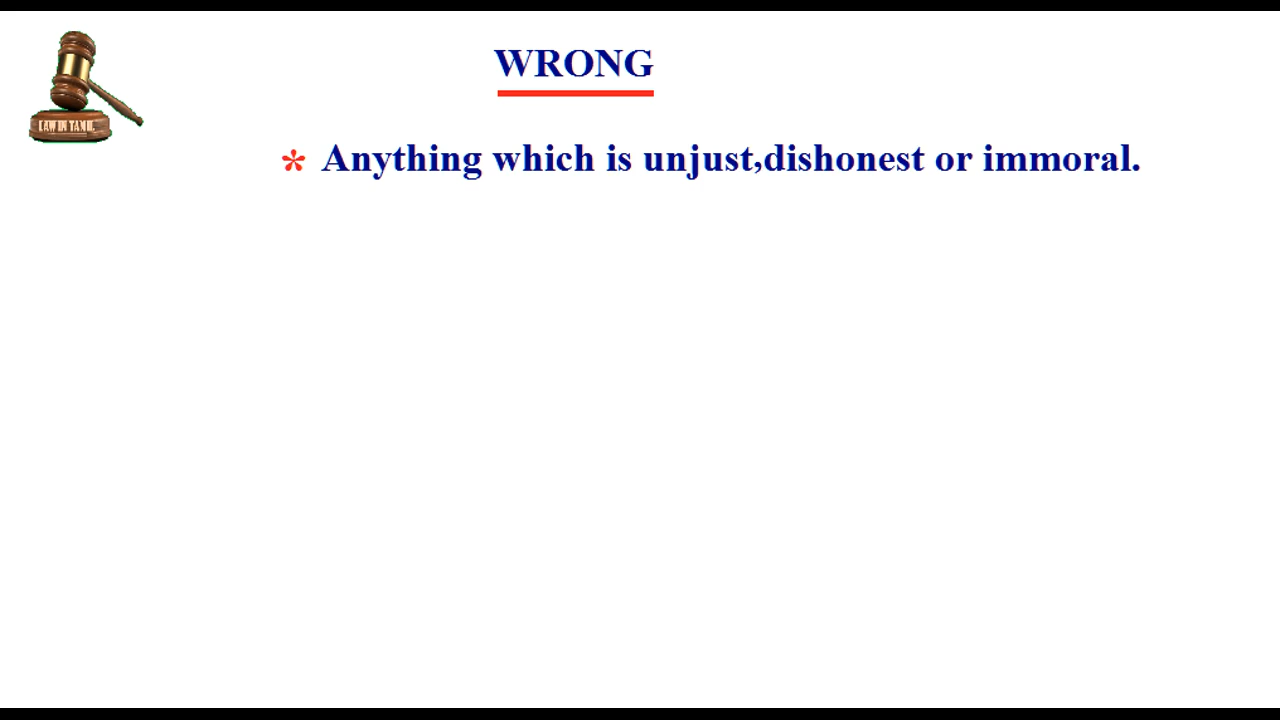 WRONG
LAW IN TAMIL
* Anything which is unjust,dishonest or immoral.